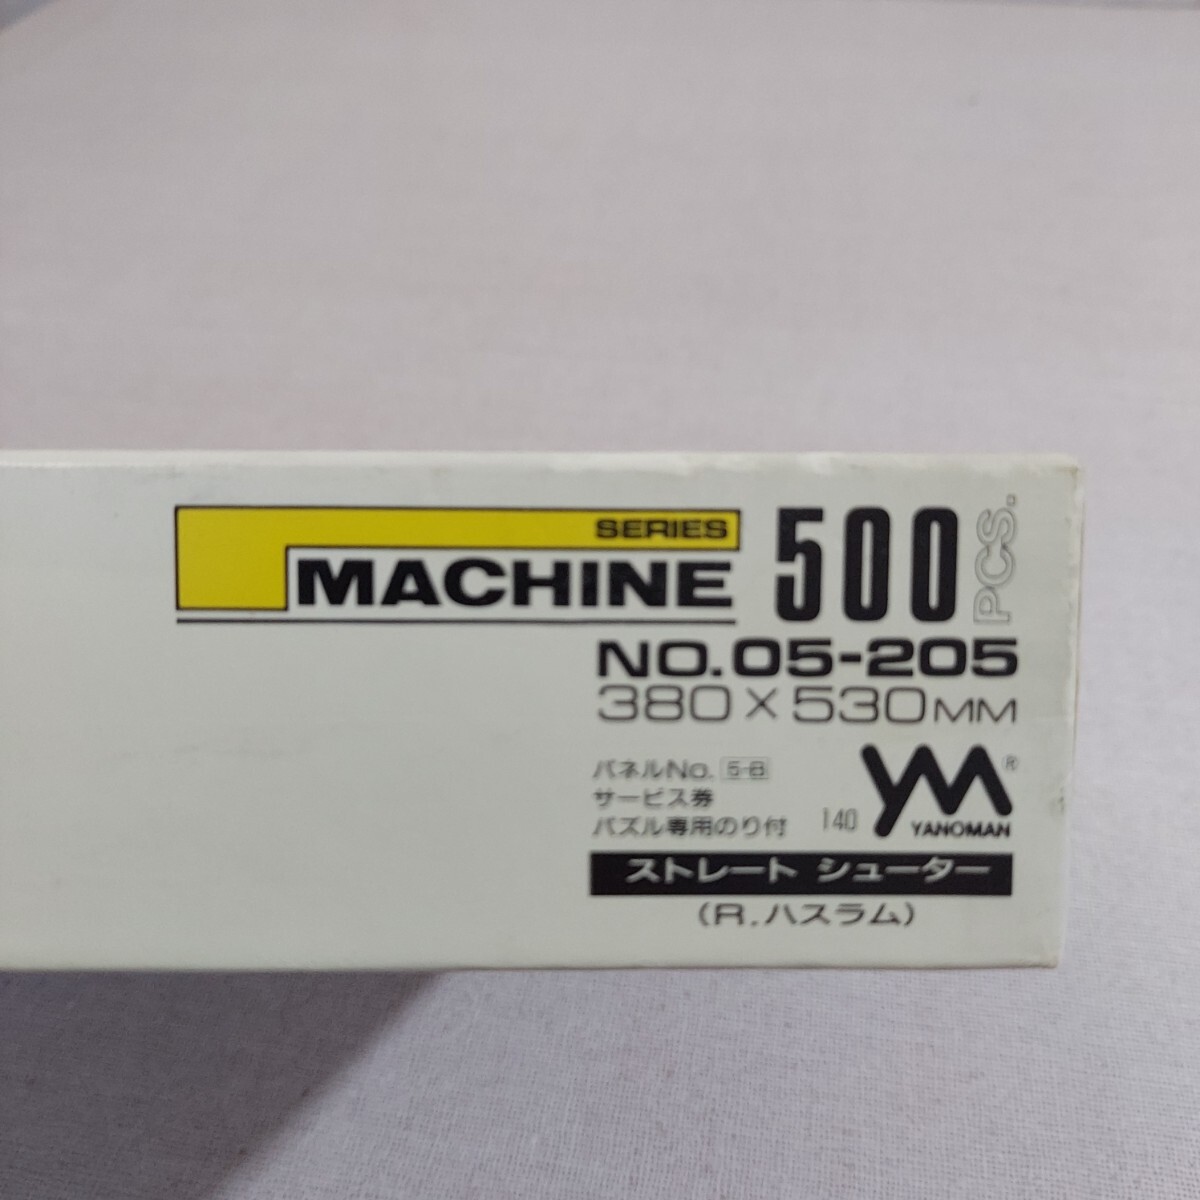 SERIES
MACHINE
500 PCS.
NO.05-205
380×530MM
パネルNo. 5-B
サービス券
パズル専用のり付
140
YM®
YANOMAN
ストレート シューター
(R.ハスラム)